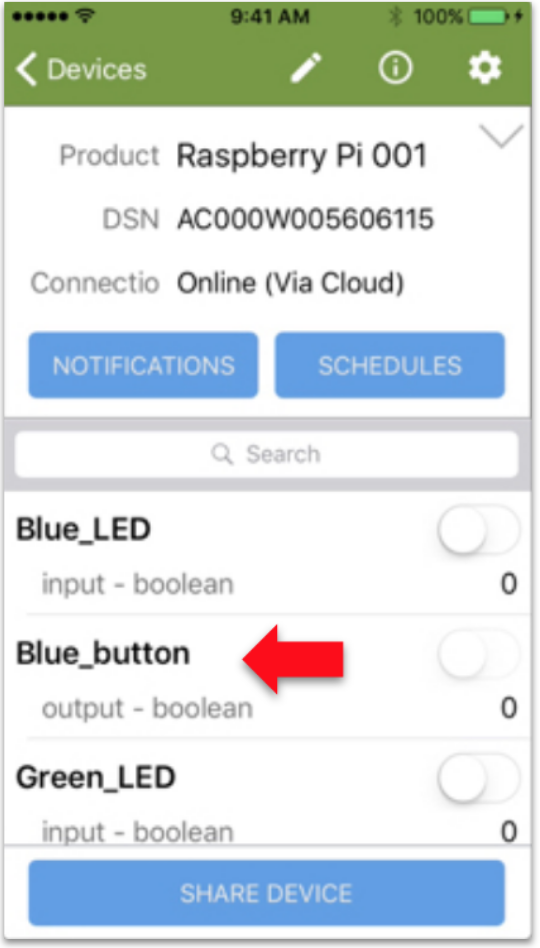 9:41 AM 100%
Devices
Product Raspberry Pi 001
DSN AC000W005606115
Connectio Online (Via Cloud)
NOTIFICATIONS SCHEDULES
Search
Blue_LED
input - boolean 0
Blue_button
output - boolean 0
Green_LED
input - boolean 0
SHARE DEVICE